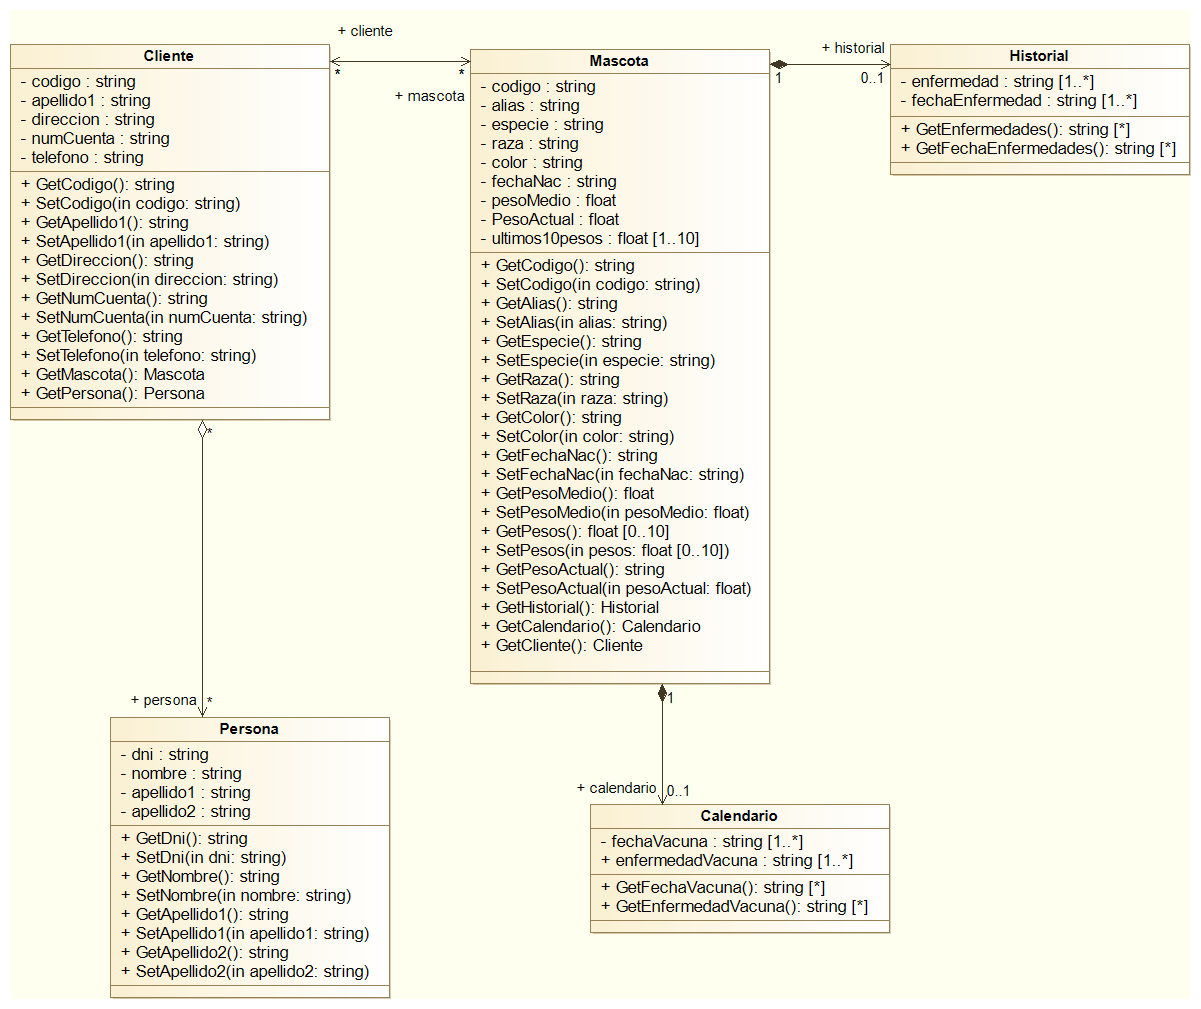 Cliente
- codigo : string
- apellido1 : string
- direccion : string
- numCuenta : string
- telefono : string
+ GetCodigo(): string
+ SetCodigo(in codigo: string)
+ GetApellido1(): string
+ SetApellido1(in apellido1: string)
+ GetDireccion(): string
+ SetDireccion(in direccion: string)
+ GetNumCuenta(): string
+ SetNumCuenta(in numCuenta: string)
+ GetTelefono(): string
+ SetTelefono(in telefono: string)
+ GetMascota(): Mascota
+ GetPersona(): Persona
+ cliente
*
*
+ mascota
Mascota
- codigo : string
- alias : string
- especie : string
- raza : string
- color : string
- fechaNac : string
- pesoMedio : float
- PesoActual : float
- ultimos10pesos : float [1..10]
+ GetCodigo(): string
+ SetCodigo(in codigo: string)
+ GetAlias(): string
+ SetAlias(in alias: string)
+ GetEspecie(): string
+ SetEspecie(in especie: string)
+ GetRaza(): string
+ SetRaza(in raza: string)
+ GetColor(): string
+ SetColor(in color: string)
+ GetFechaNac(): string
+ SetFechaNac(in fechaNac: string)
+ GetPesoMedio(): float
+ SetPesoMedio(in pesoMedio: float)
+ GetPesos(): float [0..10]
+ SetPesos(in pesos: float [0..10])
+ GetPesoActual(): string
+ SetPesoActual(in pesoActual: float)
+ GetHistorial(): Historial
+ GetCalendario(): Calendario
+ GetCliente(): Cliente
+ historial
1
0..1
Historial
- enfermedad : string [1..*]
- fechaEnfermedad : string [1..*]
+ GetEnfermedades(): string [*]
+ GetFechaEnfermedades(): string [*]
*
+ persona
*
Persona
- dni : string
- nombre : string
- apellido1 : string
- apellido2 : string
+ GetDni(): string
+ SetDni(in dni: string)
+ GetNombre(): string
+ SetNombre(in nombre: string)
+ GetApellido1(): string
+ SetApellido1(in apellido1: string)
+ GetApellido2(): string
+ SetApellido2(in apellido2: string)
1
+ calendario
0..1
Calendario
- fechaVacuna : string [1..*]
+ enfermedadVacuna : string [1..*]
+ GetFechaVacuna(): string [*]
+ GetEnfermedadVacuna(): string [*]